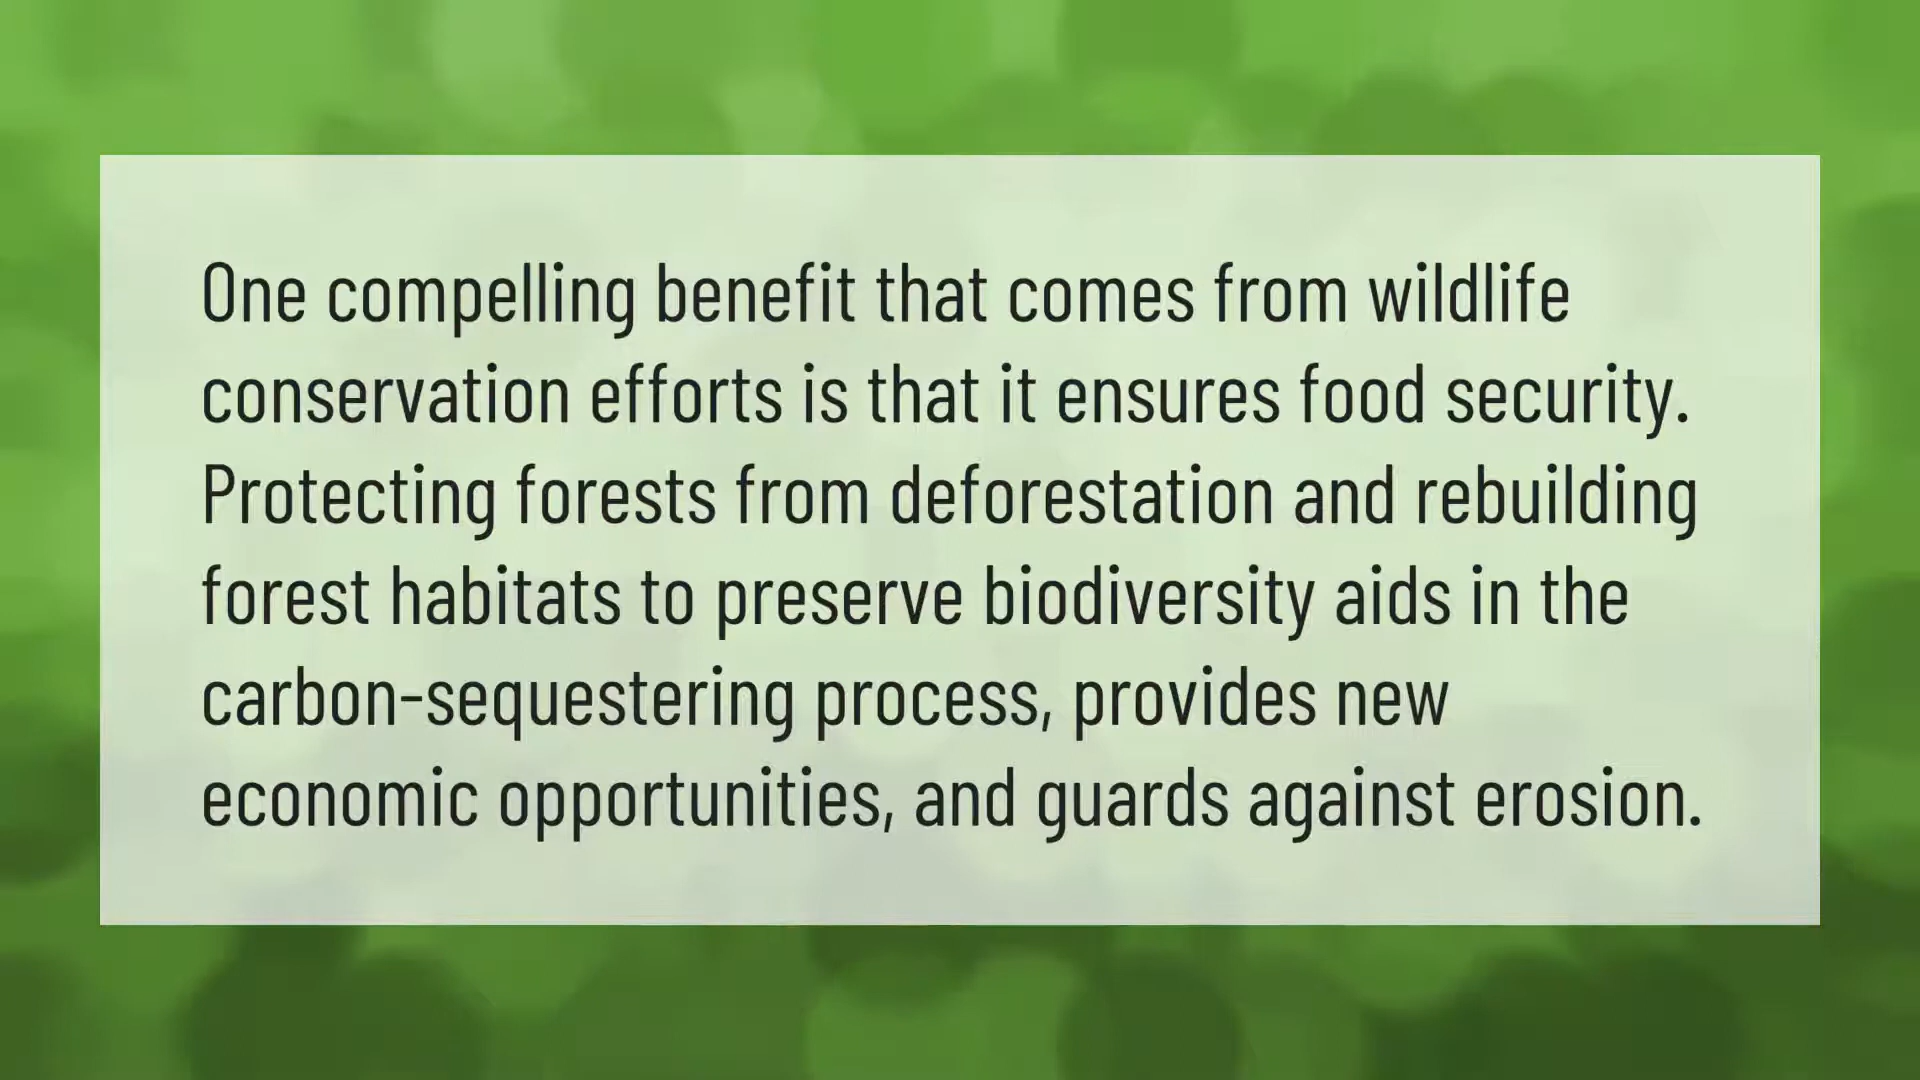 One compelling benefit that comes from wildlife
conservation efforts is that it ensures food security.
Protecting forests from deforestation and rebuilding
forest habitats to preserve biodiversity aids in the
carbon-sequestering process, provides new
economic opportunities, and guards against erosion.